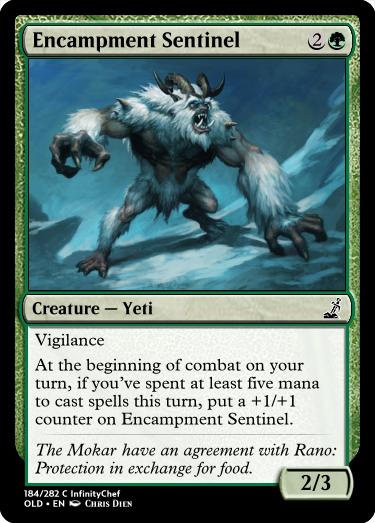 Encampment Sentinel 2
Creature — Yeti
Vigilance
At the beginning of combat on your
turn, if you've spent at least five mana
to cast spells this turn, put a +1/+1
counter on Encampment Sentinel.
The Mokar have an agreement with Rano:
Protection in exchange for food.
2/3
184/282 C InfinityChef
OLD • EN Chris Dien